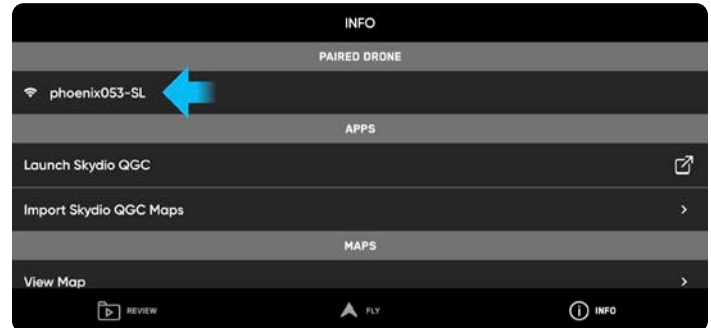 INFO
PAIRED DRONE
phoenix053-SL
APPS
Launch Skydio QGC
Import Skydio QGC Maps
MAPS
View Map
REVIEW
FLY
INFO